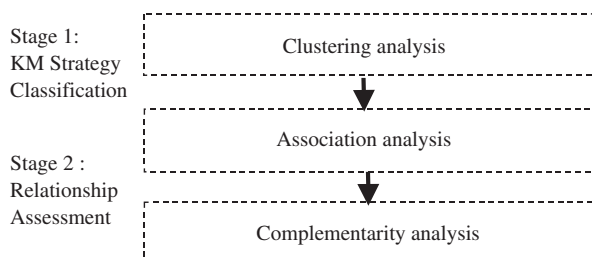 Stage 1:
KM Strategy
Classification
Clustering analysis
Association analysis
Stage 2 :
Relationship
Assessment
Complementarity analysis